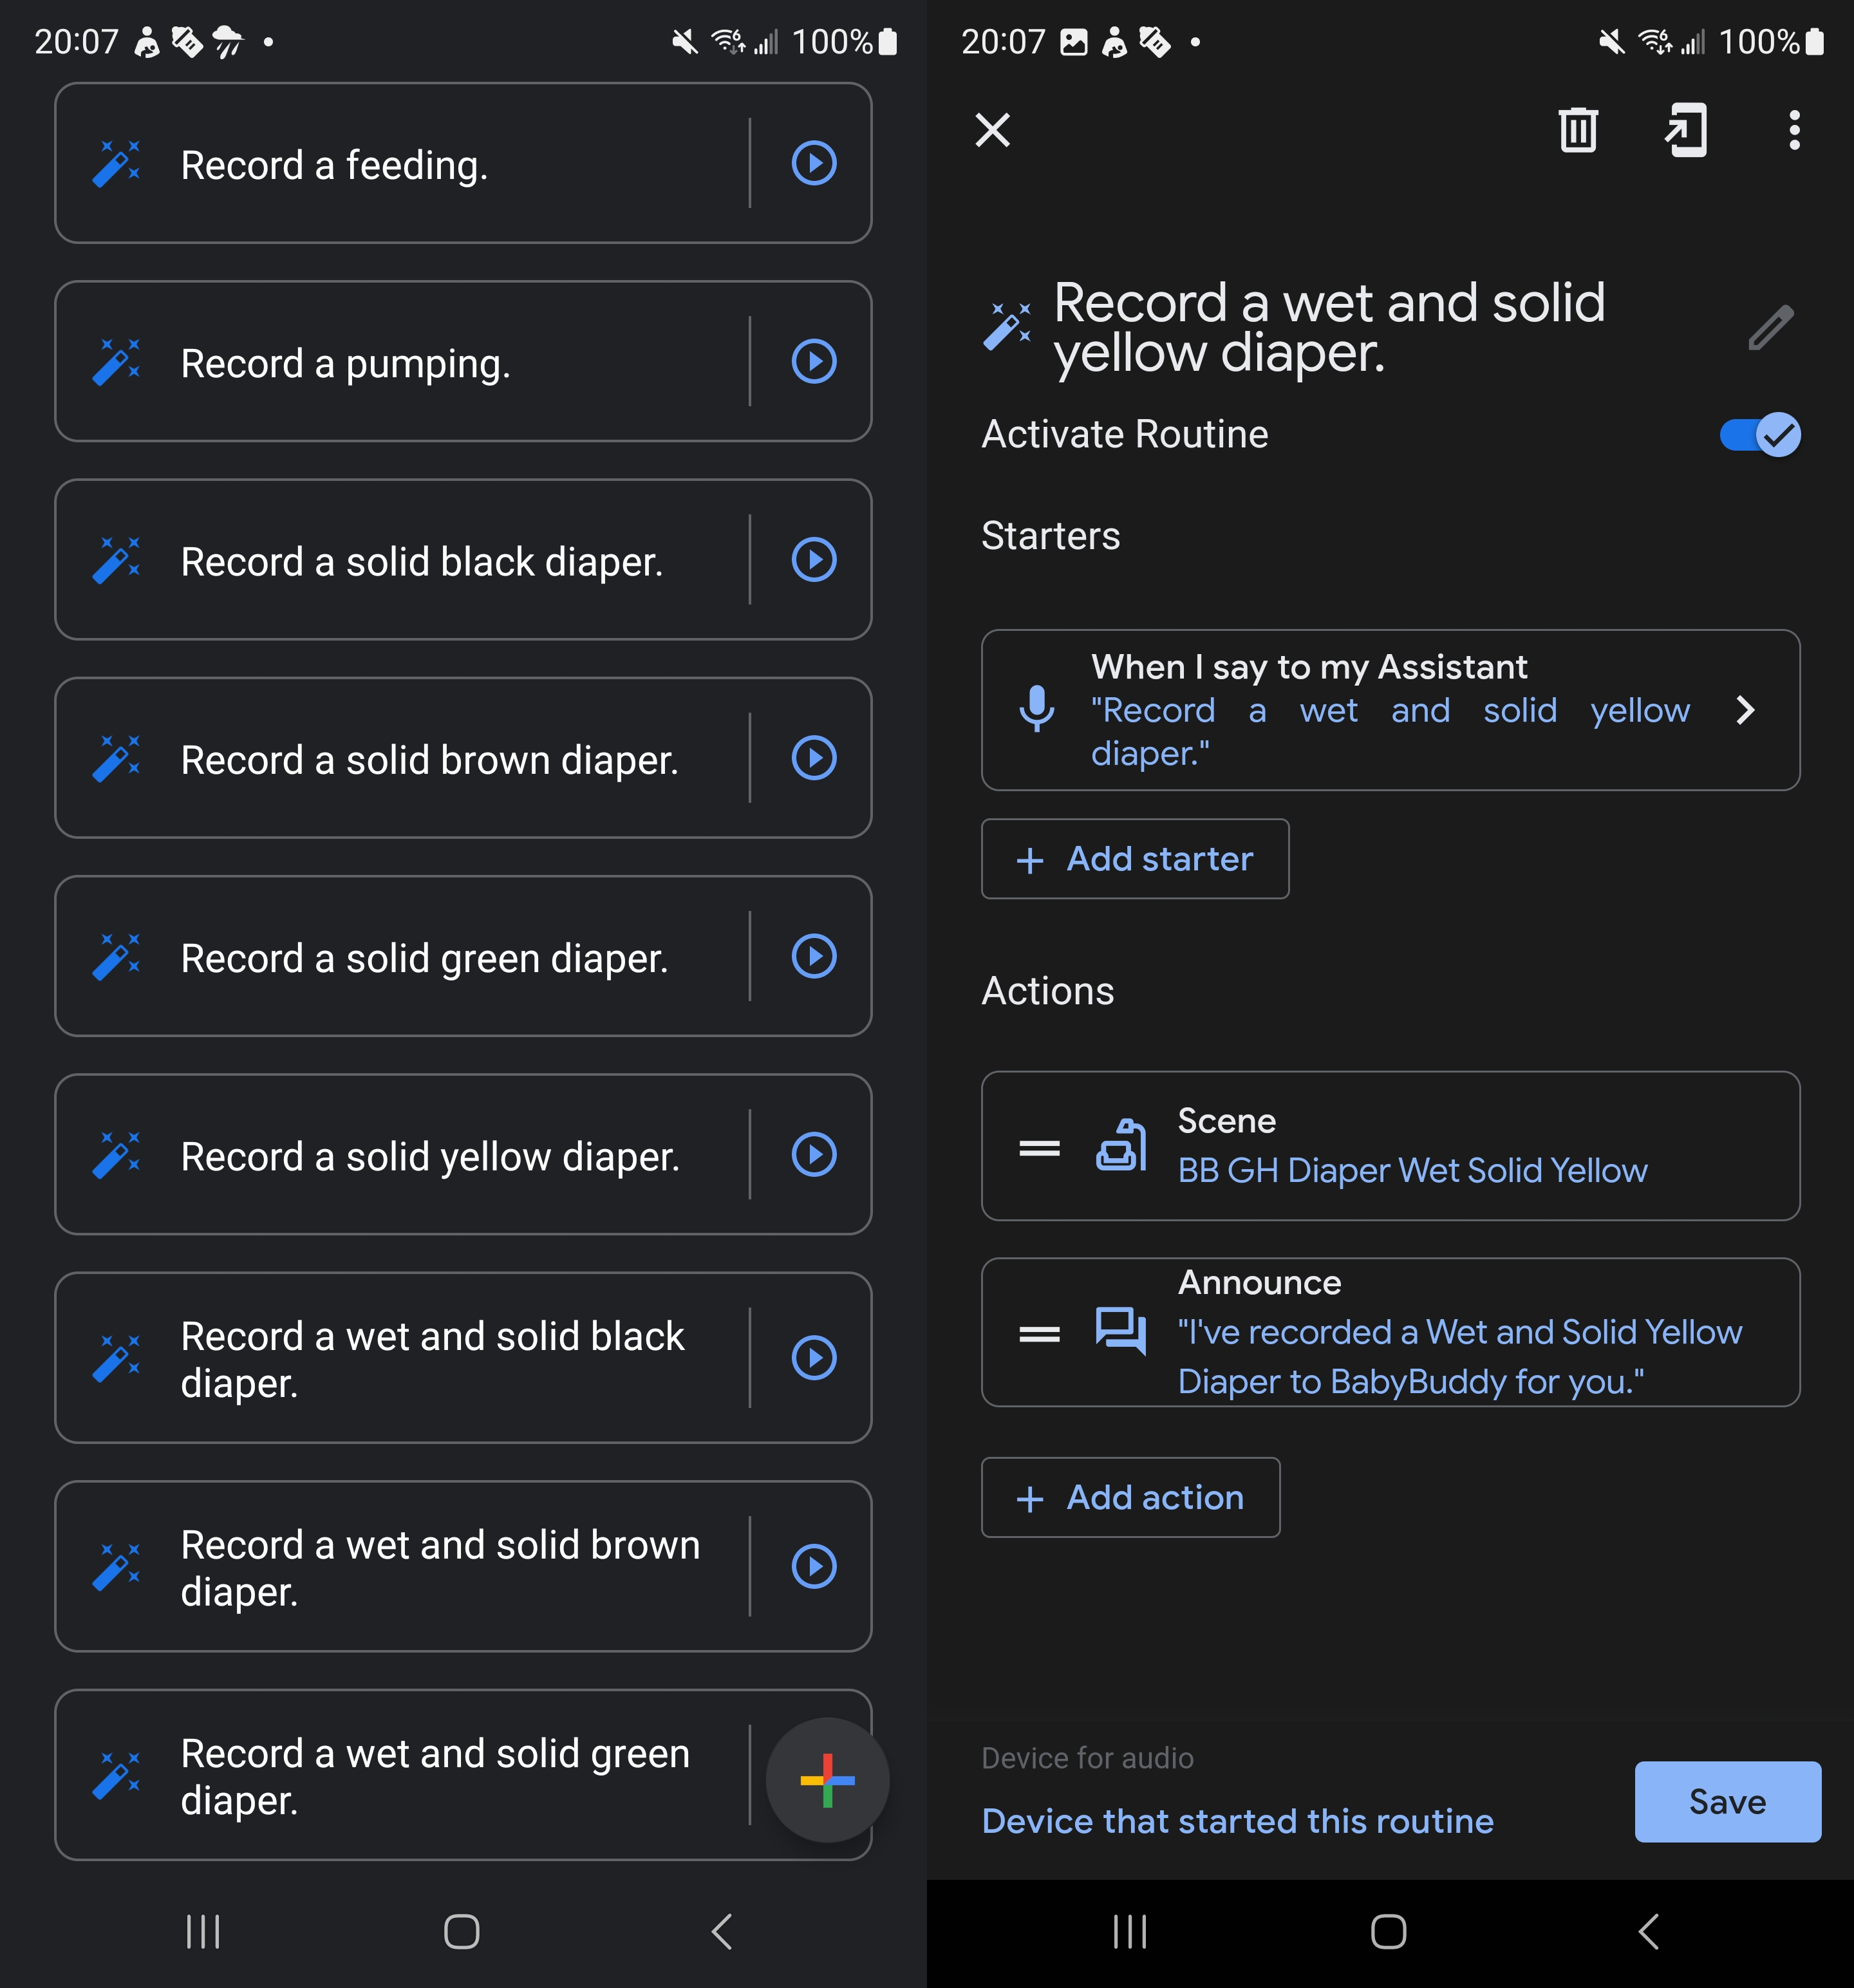 20:07
100%
Record a feeding.
Record a pumping.
Record a solid black diaper.
Record a solid brown diaper.
Record a solid green diaper.
Record a solid yellow diaper.
Record a wet and solid black
diaper.
Record a wet and solid brown
diaper.
Record a wet and solid green
diaper.
20:07
6
100%
Record a wet and solid
yellow diaper.
Activate Routine
Starters
When I say to my Assistant
"Record a wet and solid yellow
diaper."
+ Add starter
Actions
Scene
BB GH Diaper Wet Solid Yellow
Announce
"I've recorded a Wet and Solid Yellow
Diaper to BabyBuddy for you."
+ Add action
Device for audio
Device that started this routine
Save